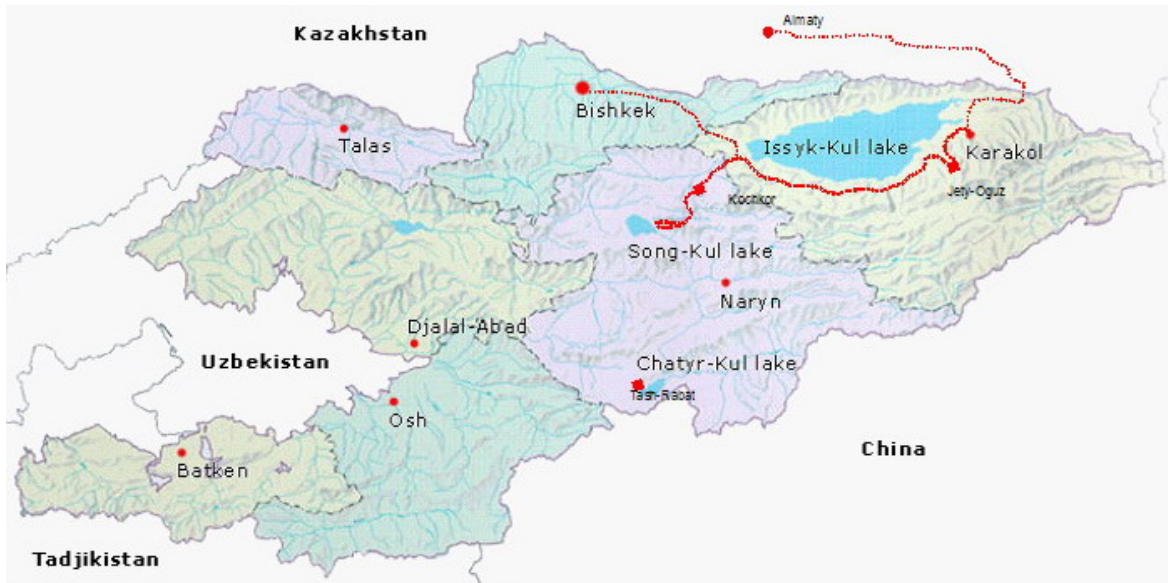 Almaty
Kazakhstan
Bishkek
Talas
Issyk-Kul lake
Karakol
Jety-Oguz
Kochkor
Song-Kul lake
Naryn
Djalal-Abad
Uzbekistan
Chatyr-Kul lake
Tash-Rabat
Osh
China
Batken
Tadjikistan